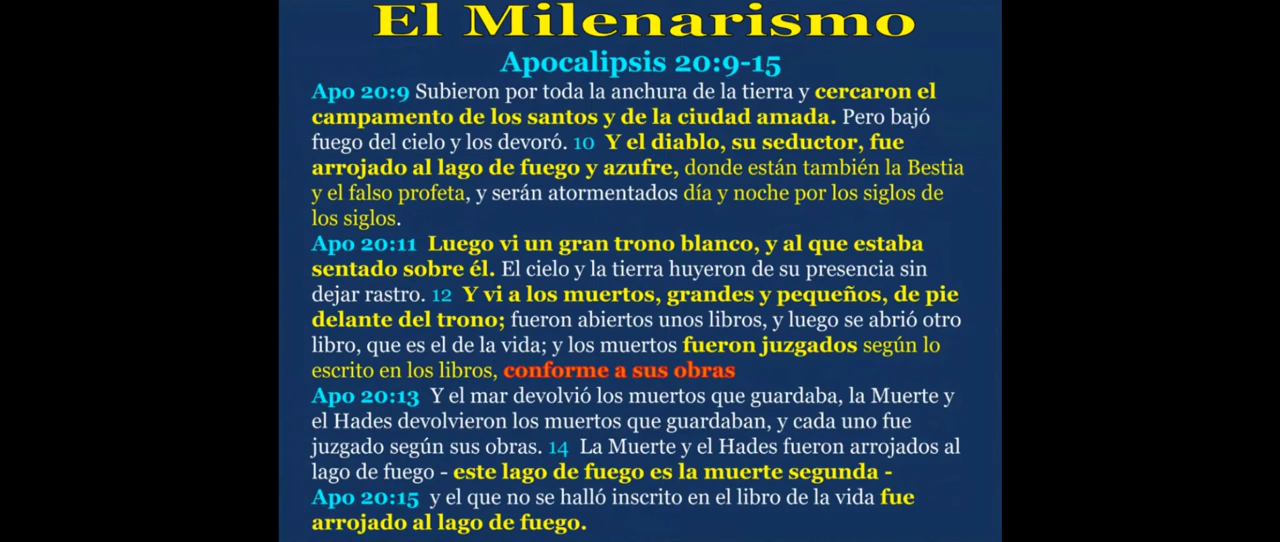 El Milenarismo
Apocalipsis 20:9-15
Apo 20:9 Subieron por toda la anchura de la tierra y cercaron el
campamento de los santos y de la ciudad amada. Pero bajó
fuego del cielo y los devoró. 10 Y el diablo, su seductor, fue
arrojado al lago de fuego y azufre, donde están también la Bestia
y el falso profeta, y serán atormentados día y noche por los siglos de
los siglos.
Apo 20:11 Luego vi un gran trono blanco, y al que estaba
sentado sobre él. El cielo y la tierra huyeron de su presencia sin
dejar rastro. 12 Y vi a los muertos, grandes y pequeños, de pie
delante del trono; fueron abiertos unos libros, y luego se abrió otro
libro, que es el de la vida; y los muertos fueron juzgados según lo
escrito en los libros, conforme a sus obras
Apo 20:13 Y el mar devolvió los muertos que guardaba, la Muerte y
el Hades devolvieron los muertos que guardaban, y cada uno fue
juzgado según sus obras. 14 La Muerte y el Hades fueron arrojados al
lago de fuego - este lago de fuego es la muerte segunda -
Apo 20:15 y el que no se halló inscrito en el libro de la vida fue
arrojado al lago de fuego.